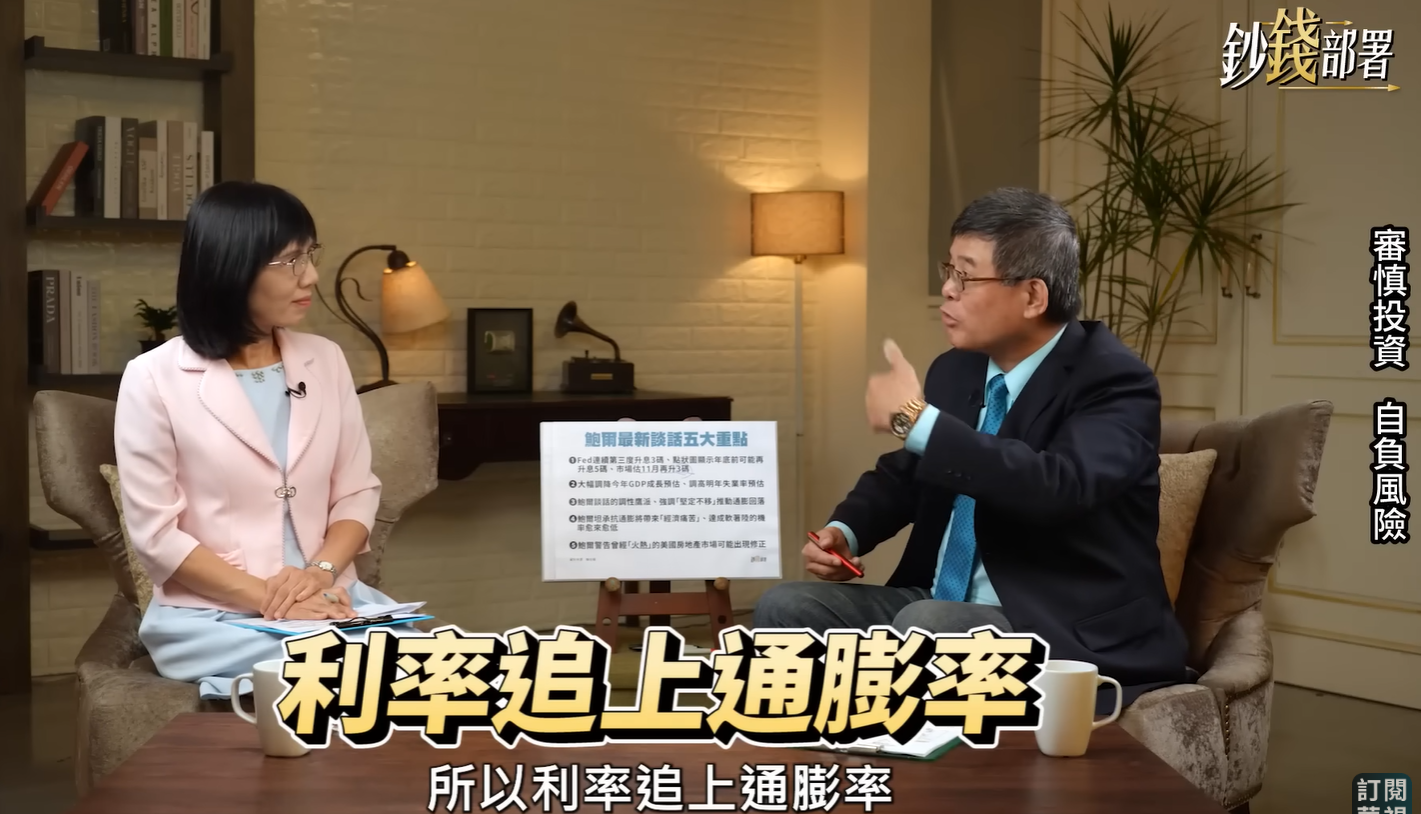 鈔錢部署
審慎投資 自負風險
PRADA
鮑爾最新談話五大重點
❶Fed連續第三度升息3碼、點狀圖顯示年底前可能再
升息5碼、市場估11月再升3碼
❷大幅調降今年GDP成長預估、調高明年失業率預估
❸鮑爾談話的調性鷹派、強調「堅定不移」推動通膨回落
❹鮑爾坦承抗通膨將帶來「經濟痛苦」、達成軟著陸的機
率愈來愈低
❺鮑爾警告曾經「火熱」的美國房地產市場可能出現修正
利率追上通膨率
所以利率追上通膨率
訂閱